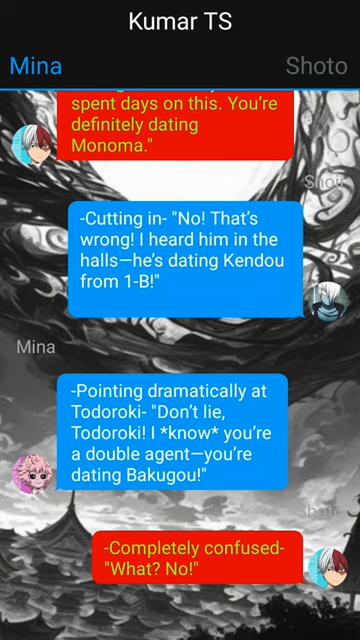 Kumar TS
Mina
Shoto
spent days on this. You're
definitely dating
Monoma."
Shoji
-Cutting in- "No! That's
wrong! I heard him in the
halls—he's dating Kendou
from 1-B!"
Mina
-Pointing dramatically at
Todoroki- "Don't lie,
Todoroki! I *know* you're
a double agent—you're
dating Bakugou!"
Shoto
-Completely confused-
"What? No!"